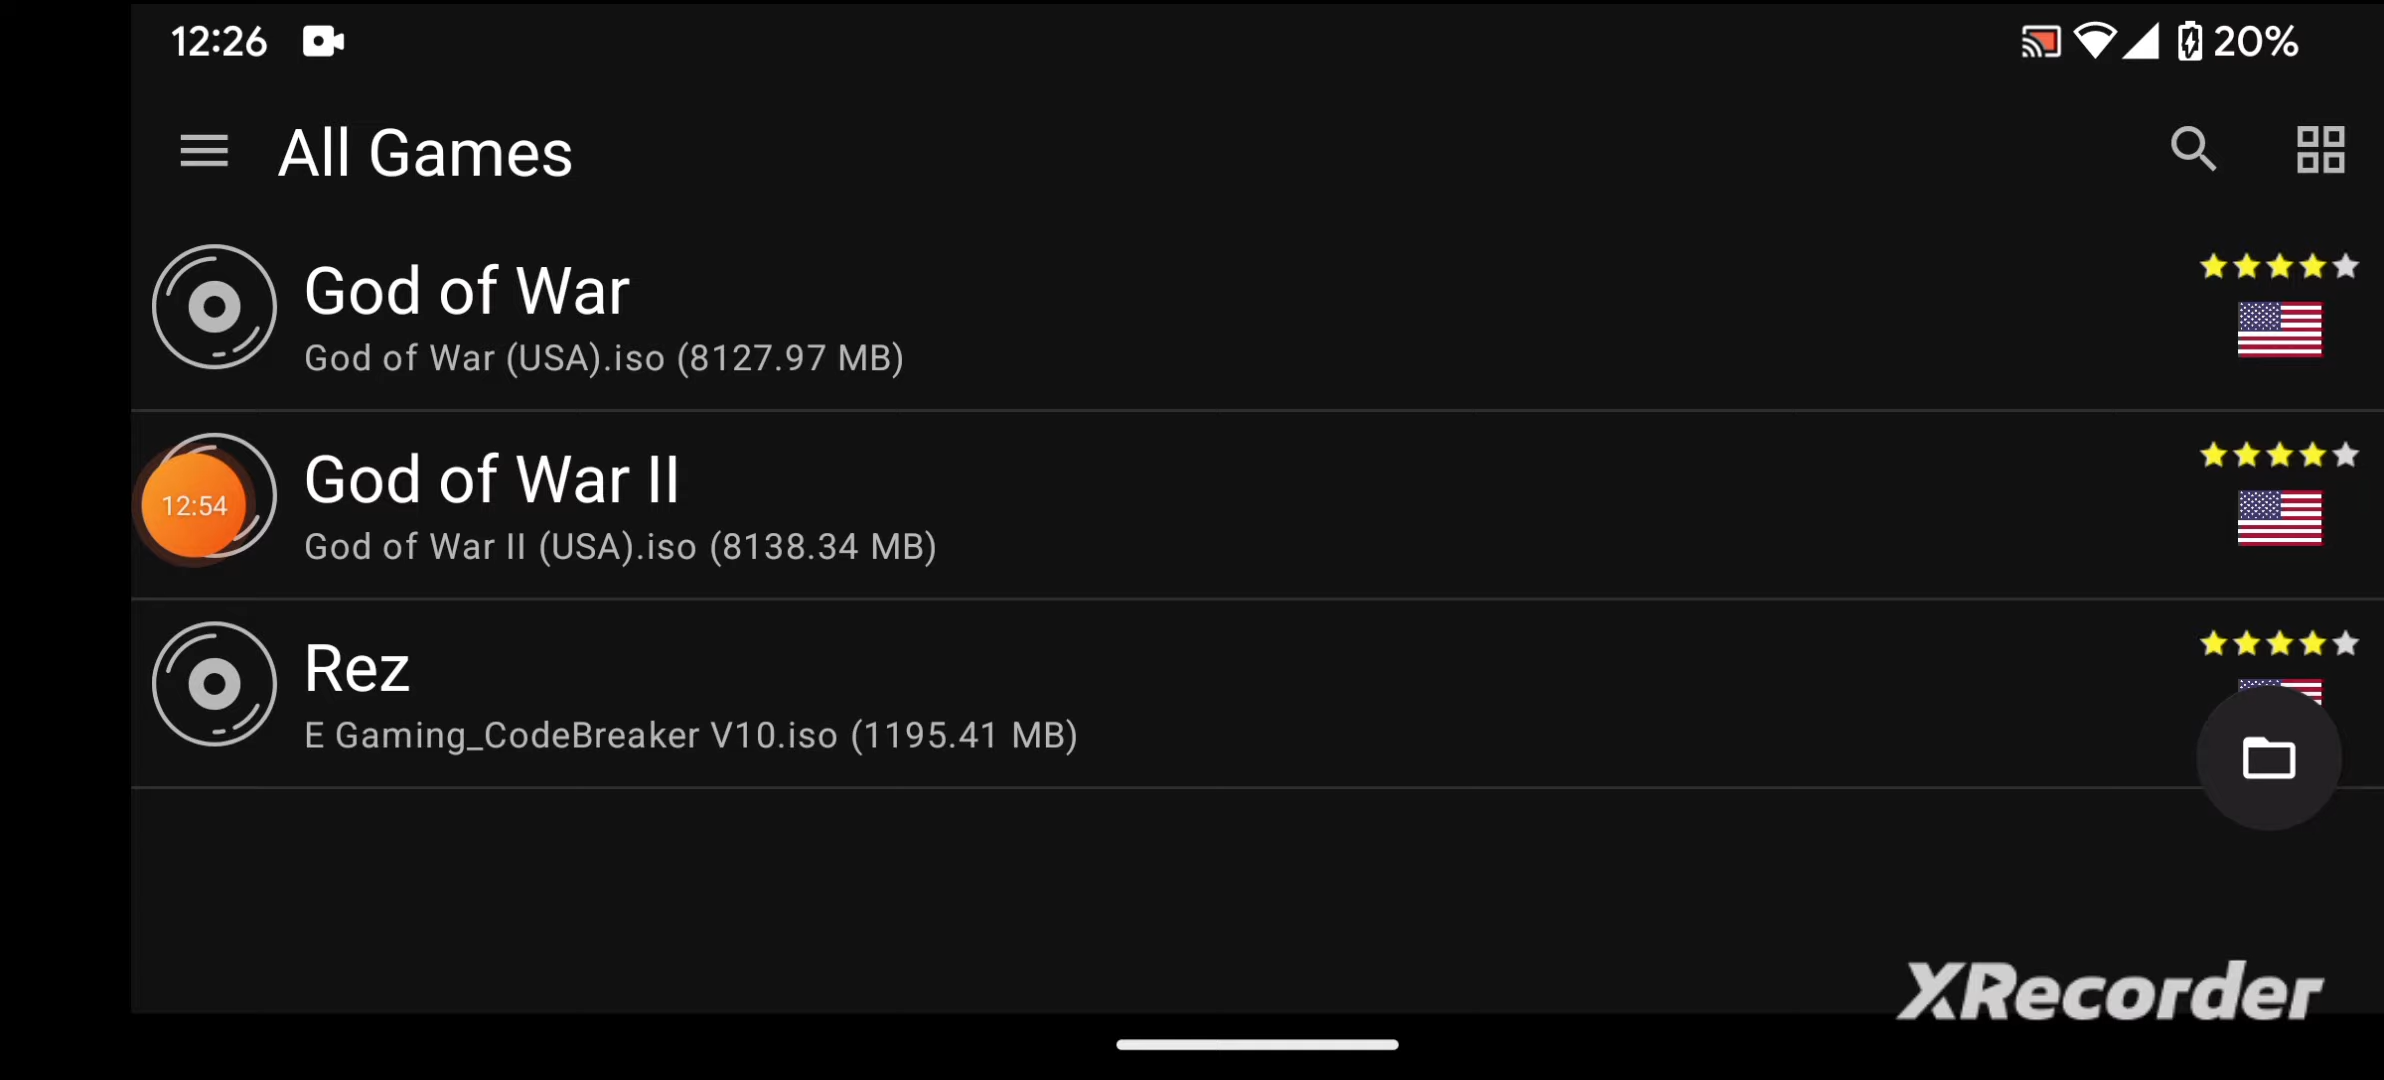 12:26
20%
All Games
God of War
God of War (USA).iso (8127.97 MB)
God of War II
12:54
God of War II (USA).iso (8138.34 MB)
Rez
E Gaming_CodeBreaker V10.iso (1195.41 MB)
XRecorder